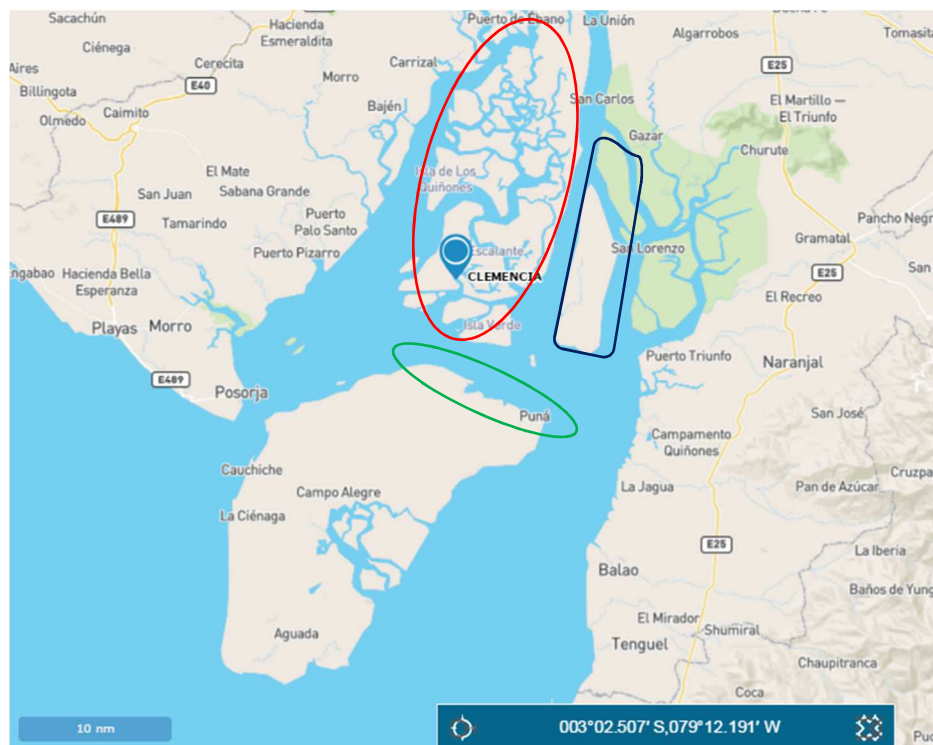 Sacachún
Hacienda
Esmeraldita
Puerto de Ebano
La Unión
Ciénega
Algarrobos
Cerecita
Carrizal
E25
Aires
Billingota
E40
Morro
Olmedo
Caimito
Bajén
San Carlos
El Martillo —
El Triunfo
Gazar
Churute
El Mate
Isla de Los
Quiñones
San Juan
Sabana Grande
E489
Tamarindo
Puerto
Palo Santo
Pancho Negr
Puerto Pizarro
Escalante
San Lorenzo
Gramatal
CLEMENCIA
E25
San
Hacienda Bella
Esperanza
El Recreo
Playas
Morro
Isla Verde
Puerto Triunfo
Naranjal
E489
Posorja
Puná
San José
Campamento
Quiñones
Cauchiche
Campo Alegre
La Jagua
Pan de Azúcar
Cruzpa
La Ciénaga
E25
La Iberia
Balao
Baños de Yung
El Mirador
Aguada
Tenguel
Shumiral
Chaupitranca
Coca
10 nm
003°02.507' S,079°12.191' W